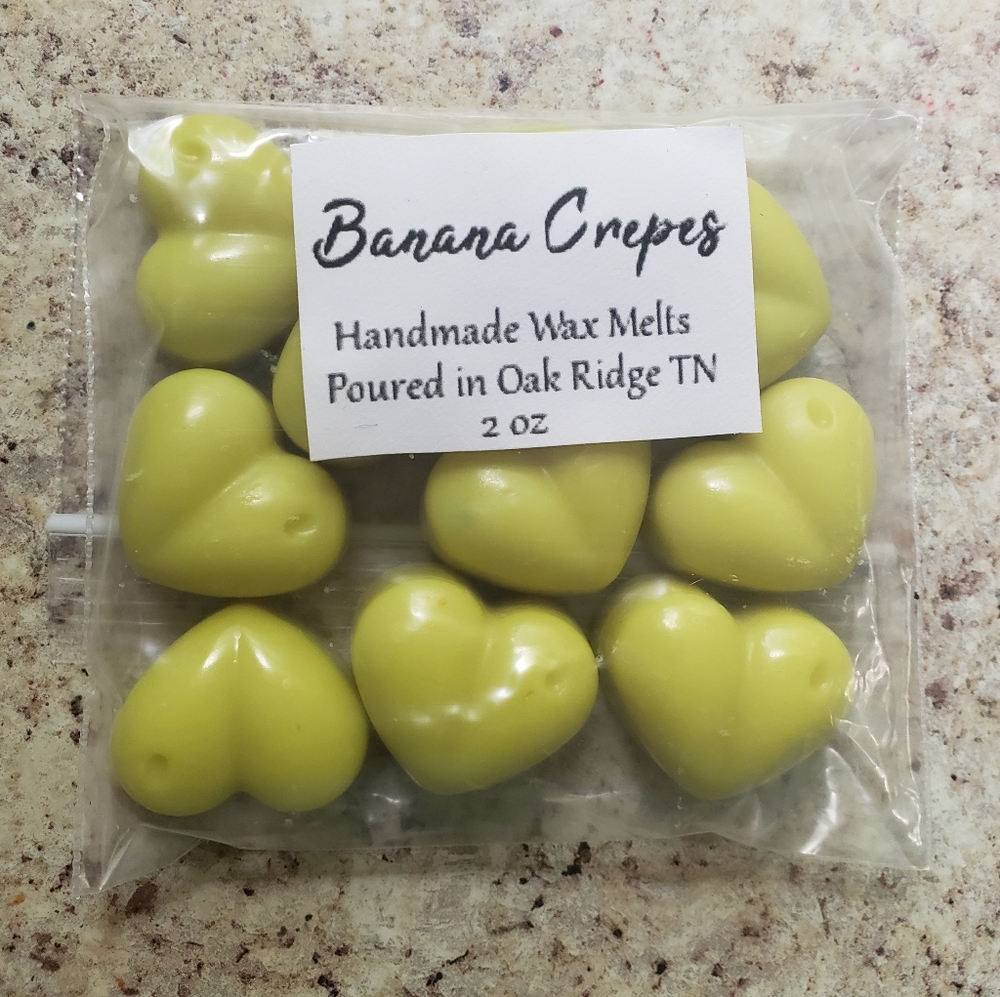 Banana Crepes
Handmade Wax Melts
Poured in Oak Ridge TN
2 oz